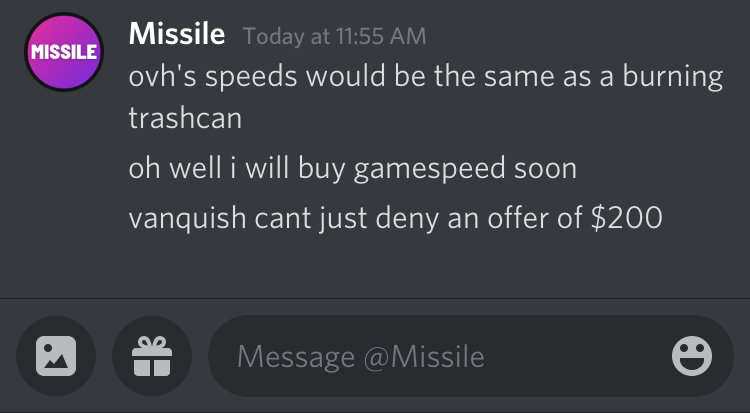 MISSILE
Missile Today at 11:55 AM
ovh's speeds would be the same as a burning
trashcan
oh well i will buy gamespeed soon
vanquish cant just deny an offer of $200
Message @Missile